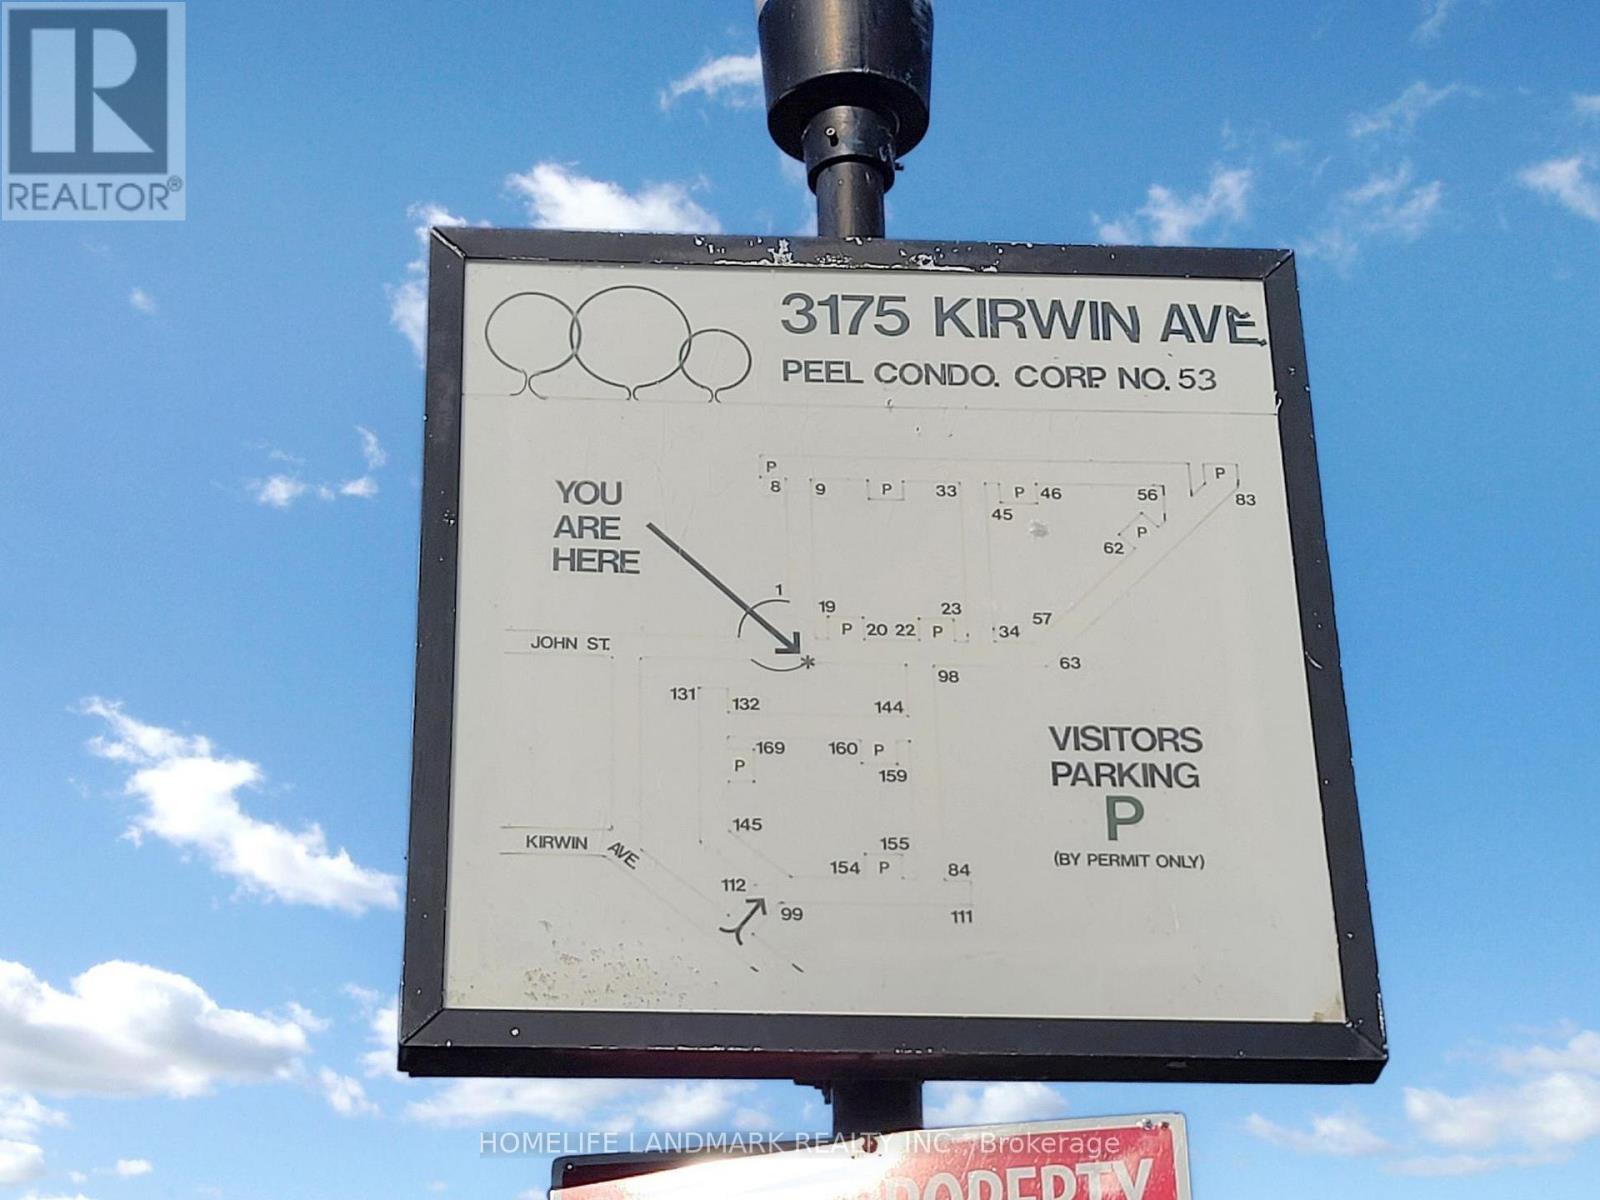 REALTOR®
3175 KIRWIN AVE.
PEEL CONDO. CORP. NO. 53
P P
8 9 P 33 P 46 56 83
45
P
62
YOU
ARE
HERE
1
19 23 57
P 20 22 P 34
JOHN ST.
* 63
98
131 132 144
VISITORS
PARKING
P
(BY PERMIT ONLY)
169 160 P
P 159
145
KIRWIN AVE. 155
154 P 84
112
99 111
HOMELIFE LANDMARK REALTY INC., Brokerage
PROPERTY